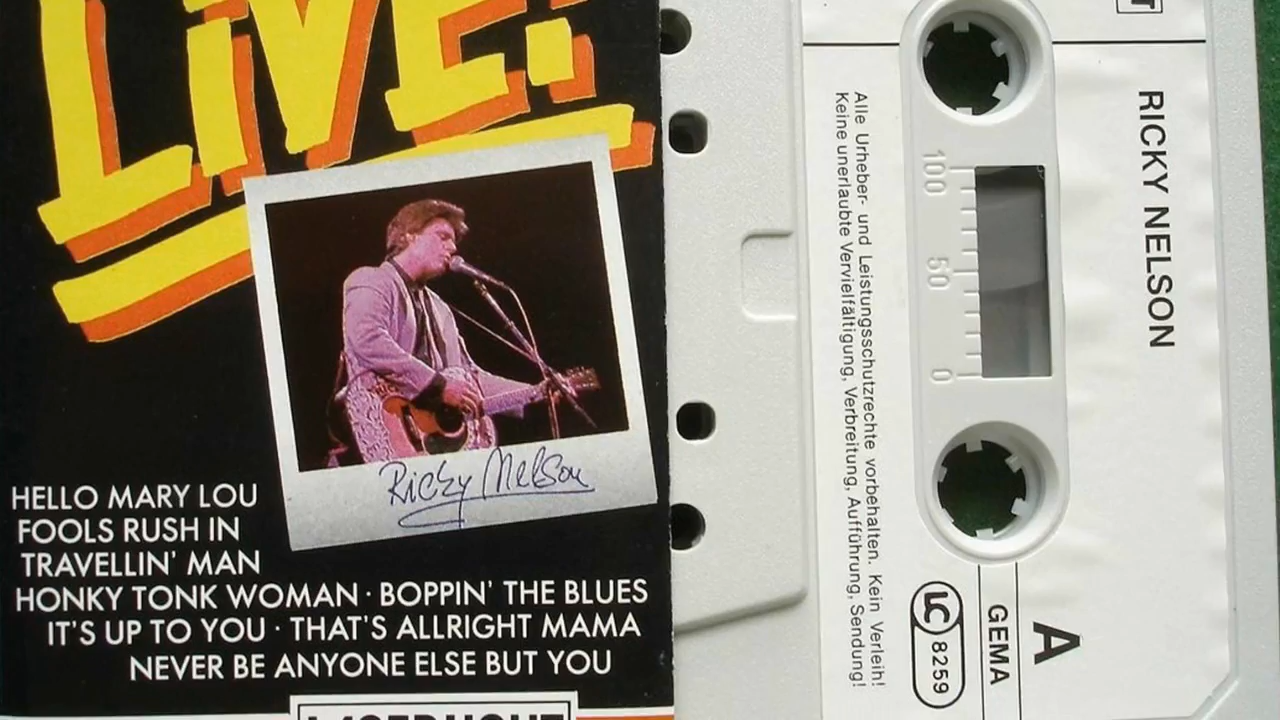 LIVE!
Ricky Nelson
HELLO MARY LOU
FOOLS RUSH IN
TRAVELLIN' MAN
HONKY TONK WOMAN · BOPPIN' THE BLUES
IT'S UP TO YOU · THAT'S ALLRIGHT MAMA
NEVER BE ANYONE ELSE BUT YOU
RICKY NELSON
100 50 0
Alle Urheber- und Leistungsschutzrechte vorbehalten. Kein Verleih!
Keine unerlaubte Vervielfältigung, Verbreitung, Aufführung, Sendung!
A
GEMA
LC 8259